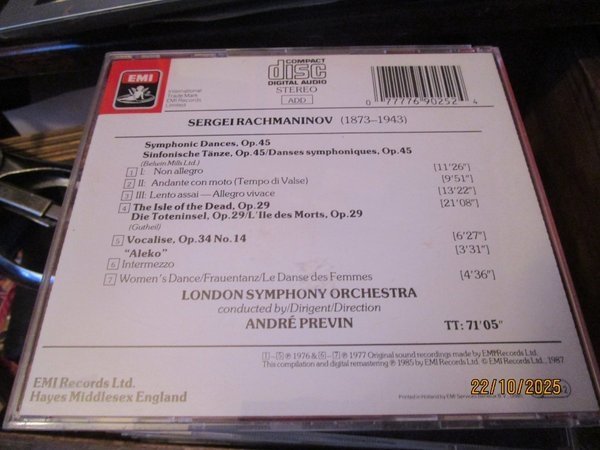 EMI
International
Trade Mark
EMI Records
Limited
COMPACT
disc
DIGITAL AUDIO
STEREO
ADD
0 77776 90252 4
SERGEI RACHMANINOV (1873–1943)
Symphonic Dances, Op.45
Sinfonische Tänze, Op.45/Danses symphoniques, Op.45
(Belwin Mills Ltd.)
1 I: Non allegro [11'26"]
2 II: Andante con moto (Tempo di Valse) [9'51"]
3 III: Lento assai — Allegro vivace [13'22"]
4 The Isle of the Dead, Op.29 [21'08"]
Die Toteninsel, Op.29/L'Ile des Morts, Op.29
(Gutheil)
5 Vocalise, Op.34 No.14 [6'27"]
"Aleko" [3'31"]
6 Intermezzo
7 Women's Dance/Frauentanz/Le Danse des Femmes [4'36"]
LONDON SYMPHONY ORCHESTRA
conducted by/Dirigent/Direction
ANDRÉ PREVIN TT: 71'05"
1-5 ℗ 1976 & 6-7 ℗ 1977 Original sound recordings made by EMI Records Ltd.
This compilation and digital remastering ℗ 1985 by EMI Records Ltd. © EMI Records Ltd., 1987.
EMI Records Ltd.
Hayes Middlesex England
Printed in Holland by EMI Services Benelux B.V.
22/10/2025